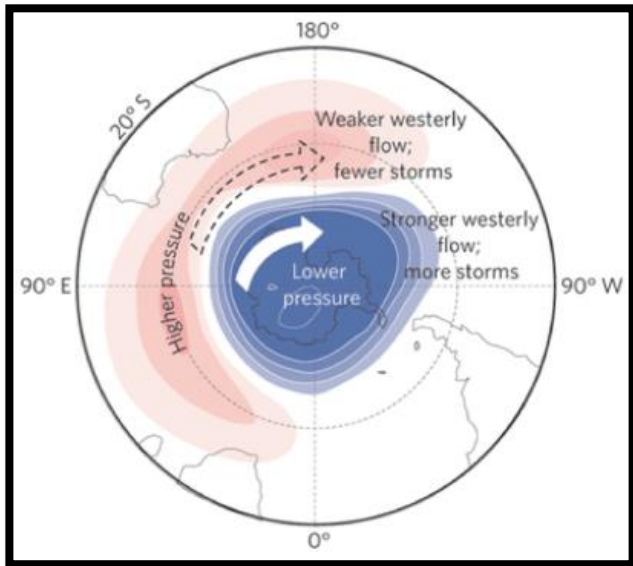 180°
20° S
Weaker westerly
flow;
fewer storms
Higher pressure
Stronger westerly
flow;
more storms
90° E
Lower
pressure
90° W
0°